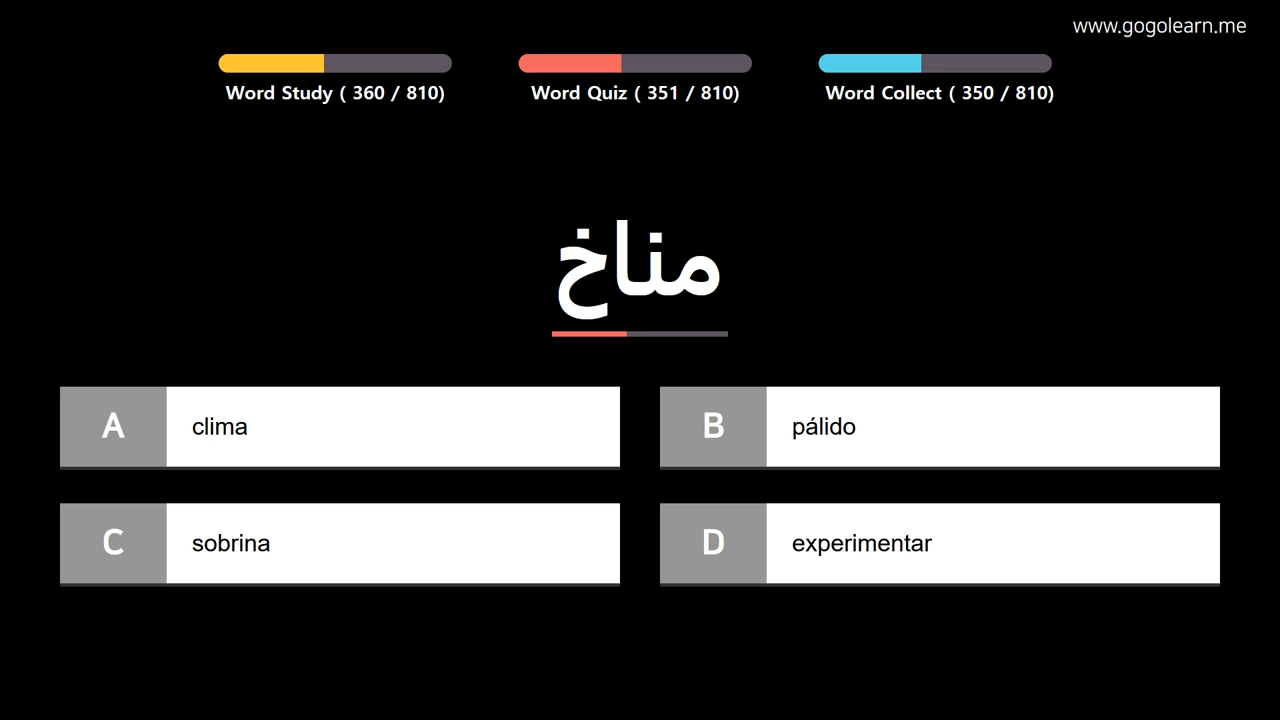 www.gogolearn.me
Word Study ( 360 / 810)
Word Quiz ( 351 / 810)
Word Collect ( 350 / 810)
مناخ
A clima
B pálido
C sobrina
D experimentar